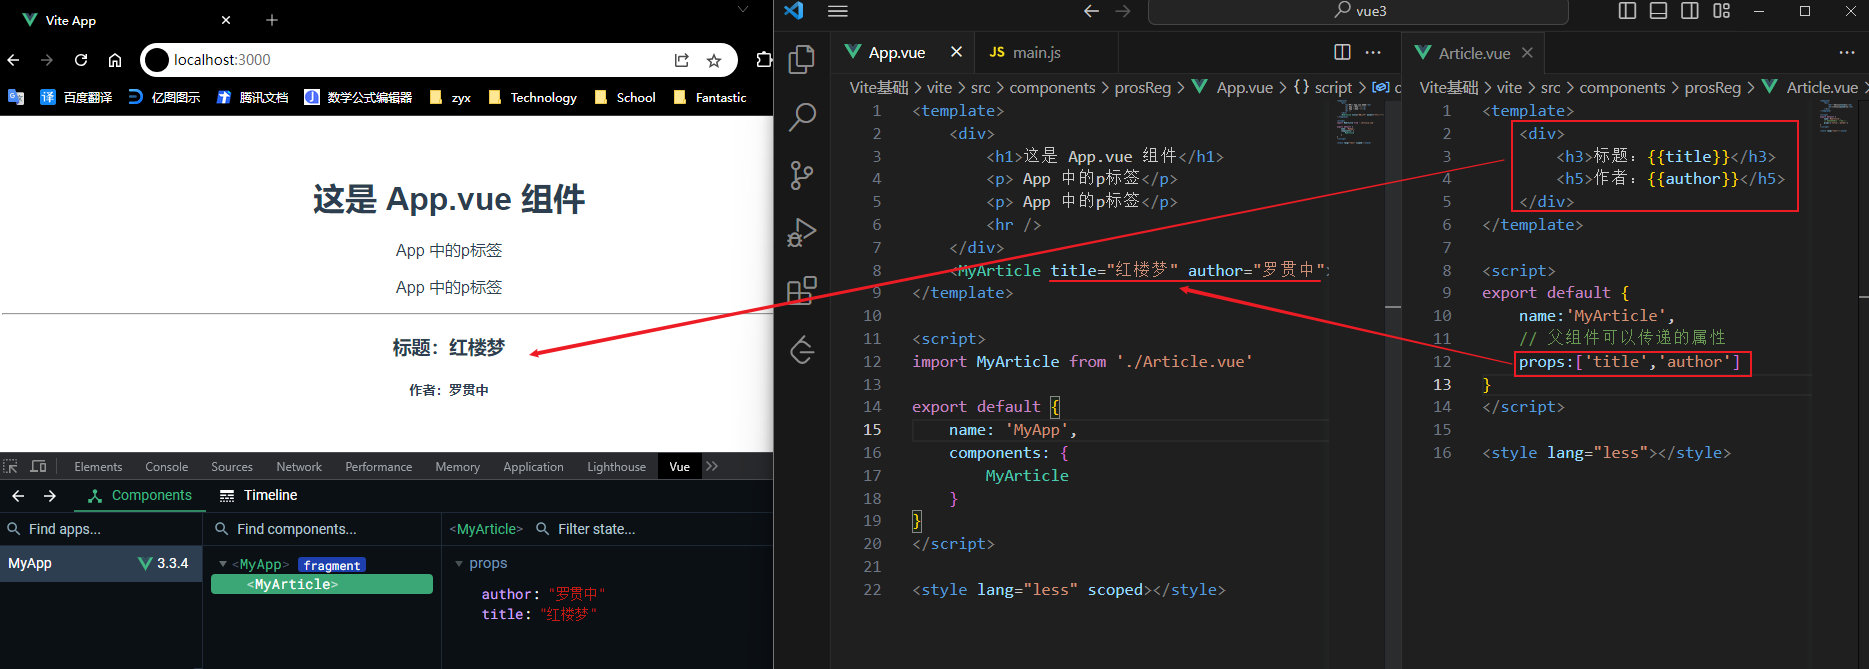 Vite App
localhost:3000
百度翻译 亿图图示 腾讯文档 数学公式编辑器 zyx Technology School Fantastic
这是 App.vue 组件
App 中的p标签
App 中的p标签
标题：红楼梦
作者：罗贯中
Elements Console Sources Network Performance Memory Application Lighthouse Vue
Components Timeline
Find apps... Find components... <MyArticle> Filter state...
MyApp 3.3.4
<MyApp> fragment
<MyArticle>
props
author: "罗贯中"
title: "红楼梦"
vue3
App.vue JS main.js
Vite基础 > vite > src > components > prosReg > App.vue > {} script >
1 <template>
2 <div>
3 <h1>这是 App.vue 组件</h1>
4 <p> App 中的p标签</p>
5 <p> App 中的p标签</p>
6 <hr />
7 </div>
8 <MyArticle title="红楼梦" author="罗贯中">
9 </template>
10
11 <script>
12 import MyArticle from './Article.vue'
13
14 export default {
15 name: 'MyApp',
16 components: {
17 MyArticle
18 }
19 }
20 </script>
21
22 <style lang="less" scoped></style>
Article.vue
Vite基础 > vite > src > components > prosReg > Article.vue >
1 <template>
2 <div>
3 <h3>标题：{{title}}</h3>
4 <h5>作者：{{author}}</h5>
5 </div>
6 </template>
7
8 <script>
9 export default {
10 name:'MyArticle',
11 // 父组件可以传递的属性
12 props:['title','author']
13 }
14 </script>
15
16 <style lang="less"></style>